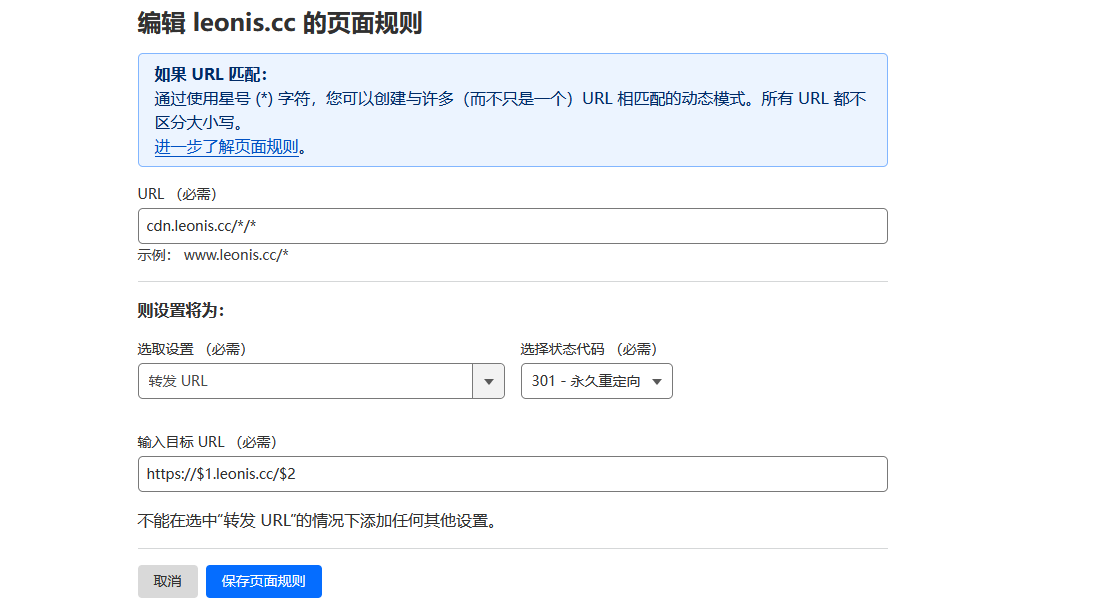 编辑 leonis.cc 的页面规则
如果 URL 匹配：
通过使用星号 (*) 字符，您可以创建与许多（而不只是一个）URL 相匹配的动态模式。所有 URL 都不
区分大小写。
进一步了解页面规则。
URL （必需）
cdn.leonis.cc/*/*
示例： www.leonis.cc/*
则设置将为：
选取设置 （必需） 选择状态代码 （必需）
转发 URL 301 - 永久重定向
输入目标 URL （必需）
https://$1.leonis.cc/$2
不能在选中“转发 URL”的情况下添加任何其他设置。
取消 保存页面规则